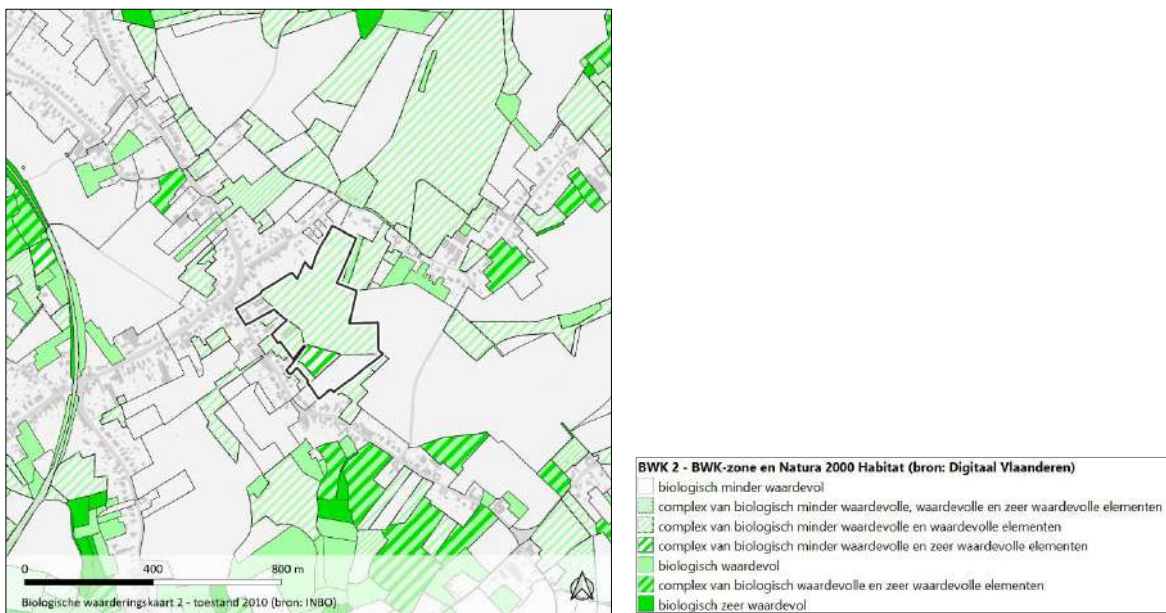 0 400 800 m
Biologische waarderingskaart 2 - toestand 2010 (bron: INBO)
BWK 2 - BWK-zone en Natura 2000 Habitat (bron: Digitaal Vlaanderen)
biologisch minder waardevol
complex van biologisch minder waardevolle, waardevolle en zeer waardevolle elementen
complex van biologisch minder waardevolle en waardevolle elementen
complex van biologisch minder waardevolle en zeer waardevolle elementen
biologisch waardevol
complex van biologisch waardevolle en zeer waardevolle elementen
biologisch zeer waardevol